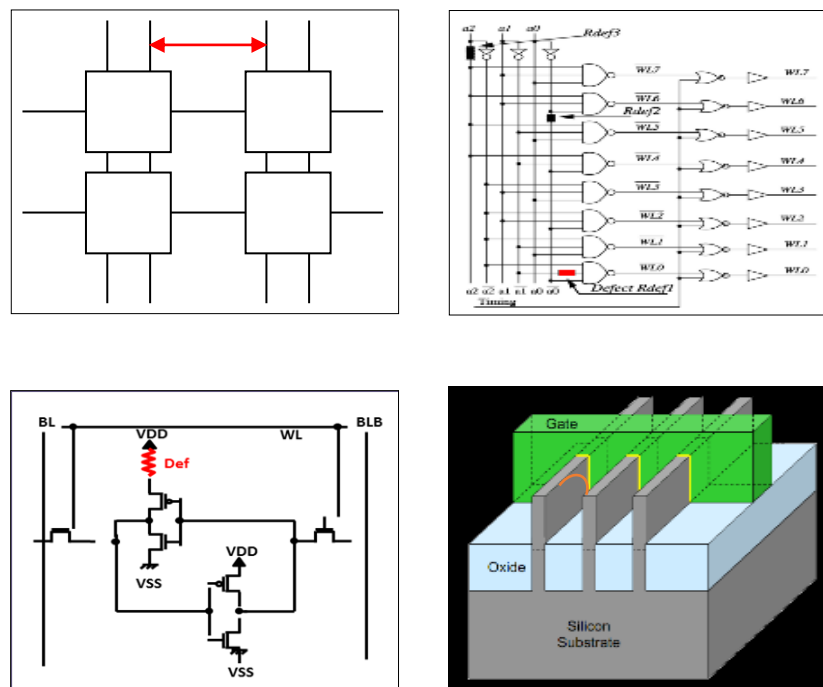 a2 a1 a0
Rdef3
WL7 WL7
WL6 WL6
Rdef2
WL5 WL5
WL4 WL4
WL3 WL3
WL2 WL2
WL1 WL1
WL0 WL0
a2 a2 a1 a1 a0 a0 Defect Rdef1
Timing
BL VDD WL BLB
Def
VDD
VSS
VSS
Gate
Oxide
Silicon
Substrate